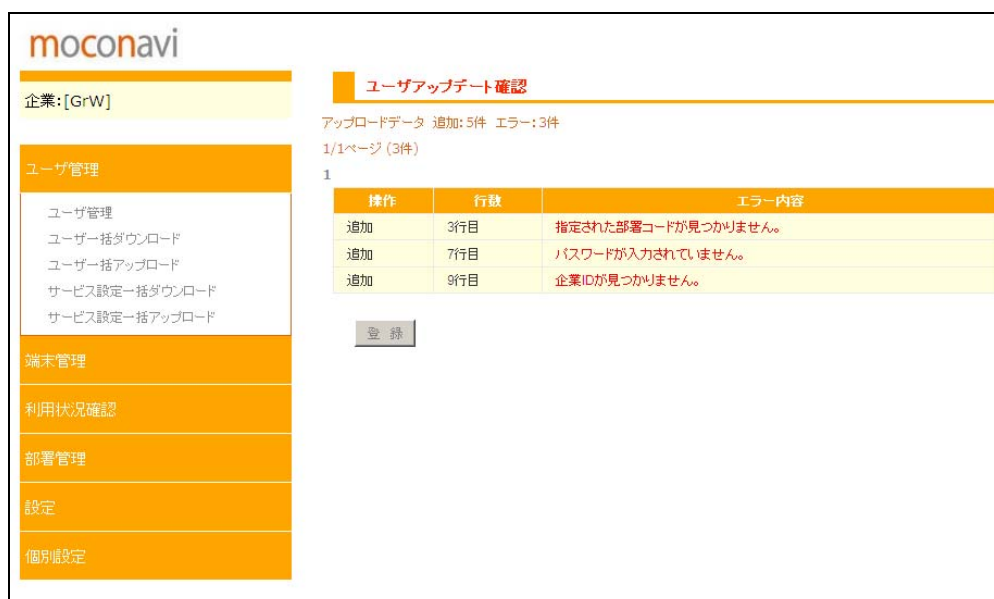 moconavi
企業:[GrW]
ユーザ管理
ユーザ管理
ユーザ一括ダウンロード
ユーザ一括アップロード
サービス設定一括ダウンロード
サービス設定一括アップロード
端末管理
利用状況確認
部署管理
設定
個別設定
ユーザアップデート確認
アップロードデータ 追加:5件 エラー:3件
1/1ページ (3件)
1
操作 行数 エラー内容
追加 3行目 指定された部署コードが見つかりません。
追加 7行目 パスワードが入力されていません。
追加 9行目 企業IDが見つかりません。
登 録